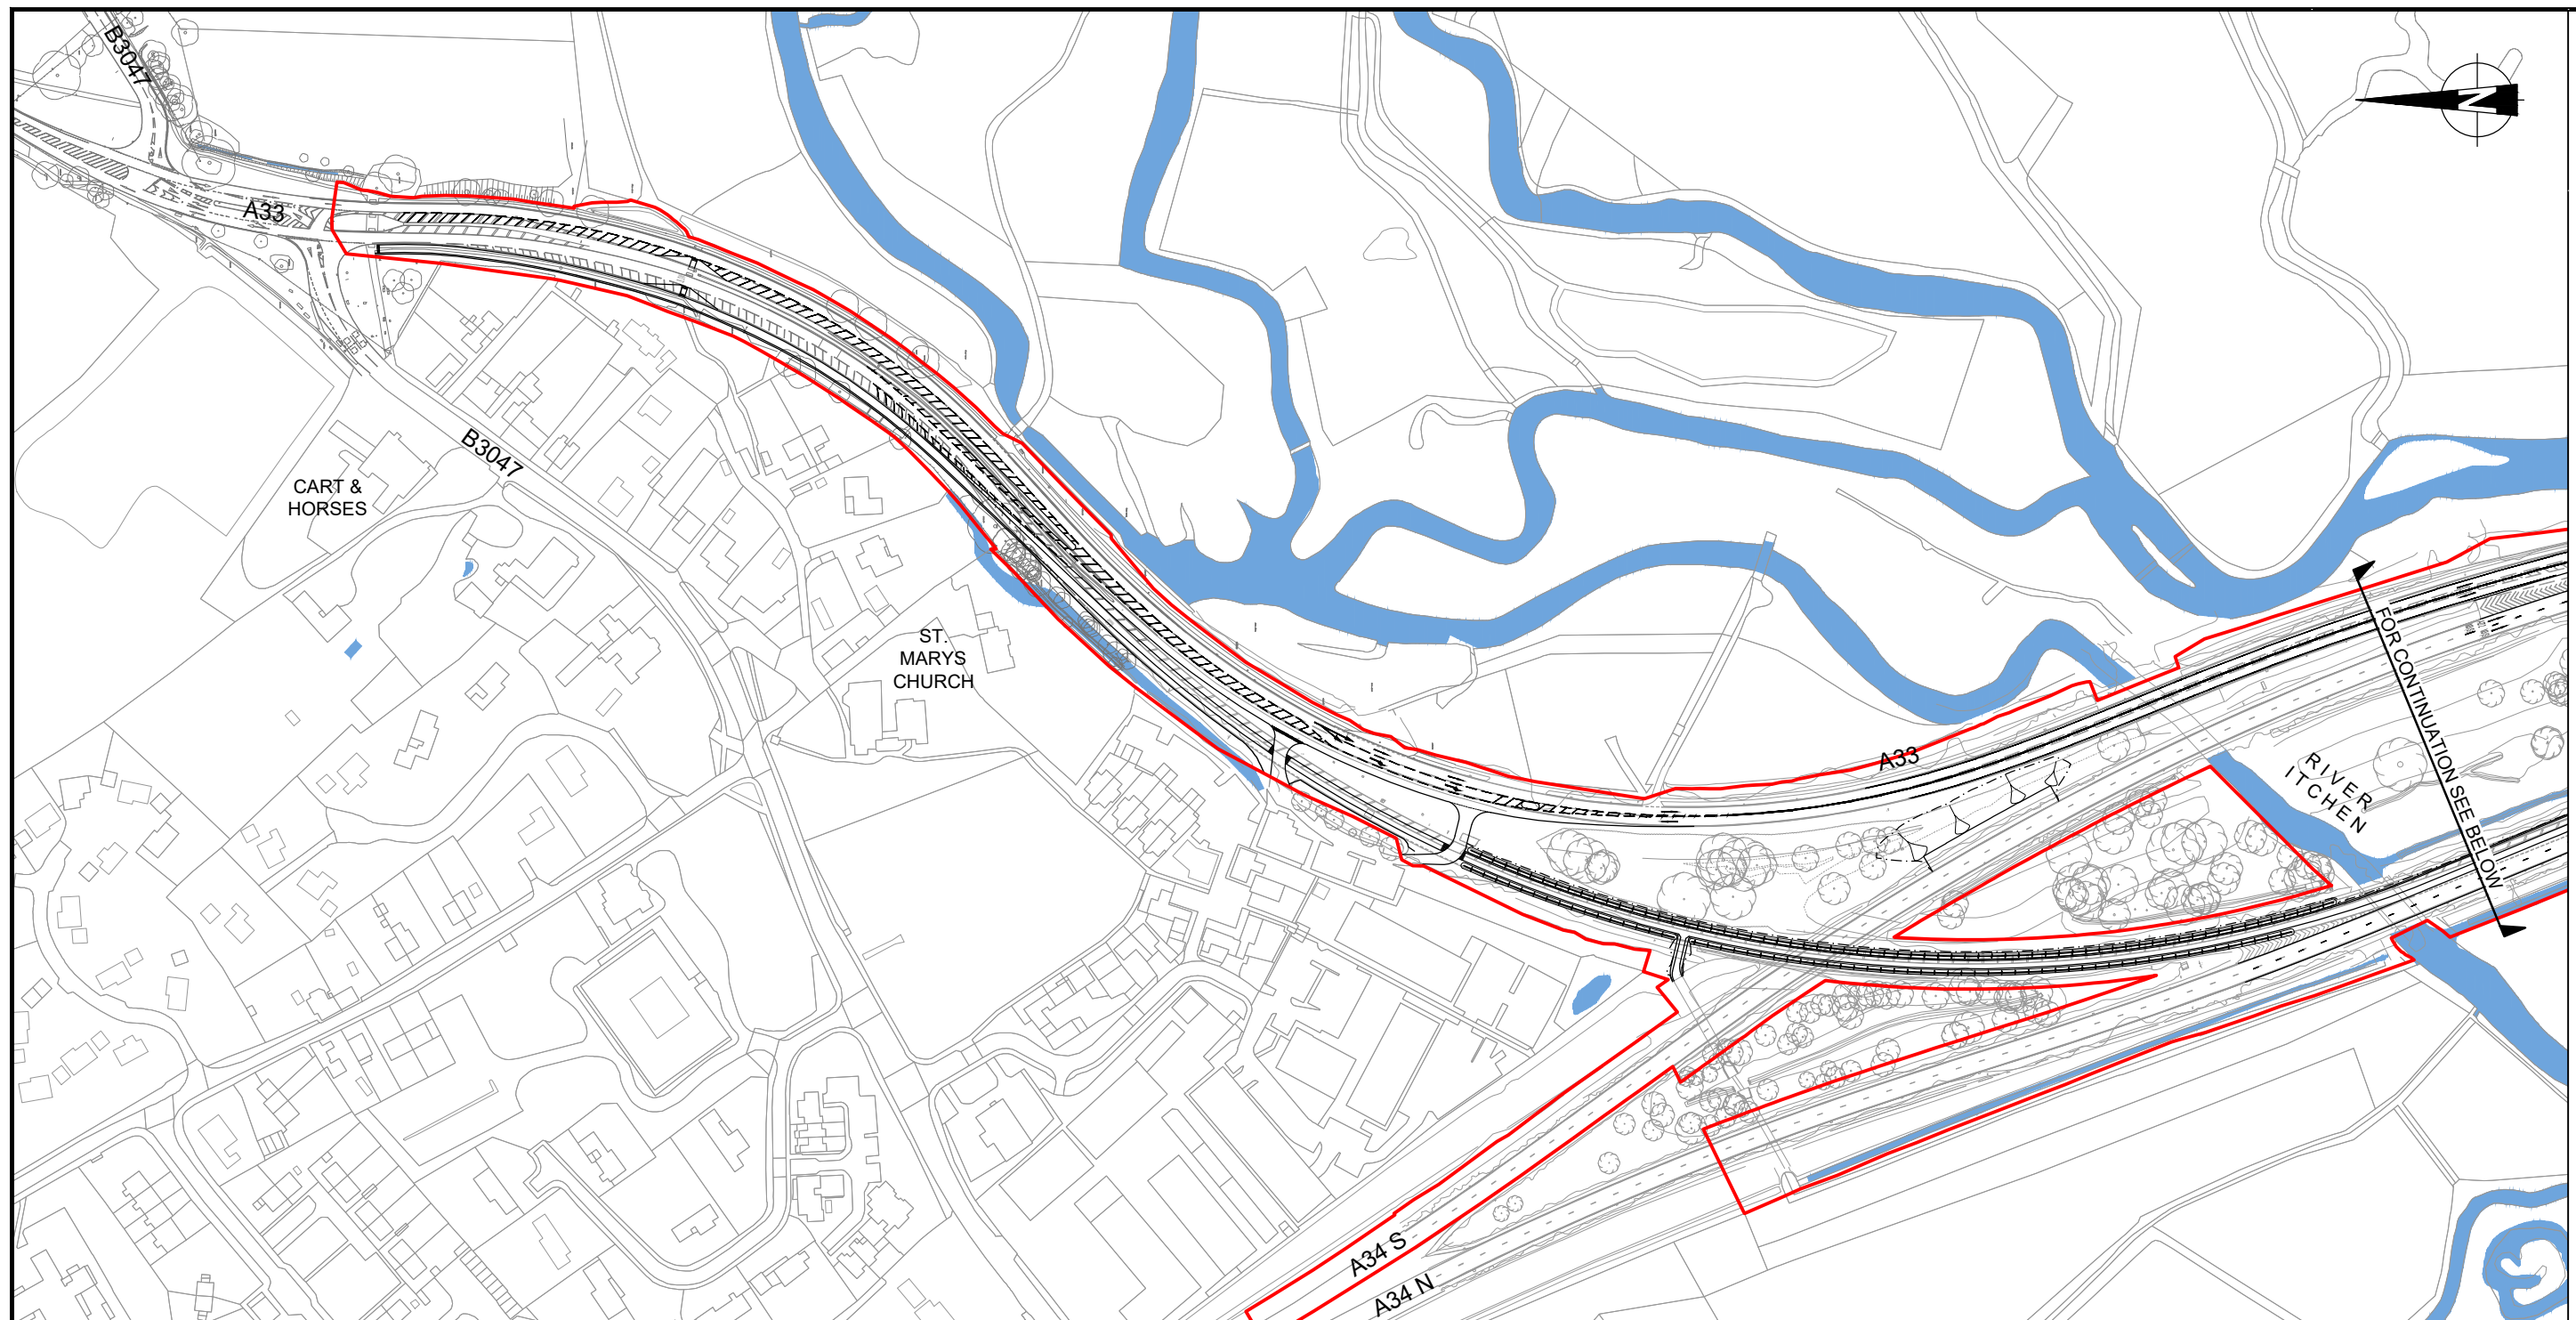 B3047
N
A33
B3047
CART &
HORSES
ST.
MARYS
CHURCH
A33
FOR CONTINUATION SEE BELOW
RIVER
ITCHEN
A34 S
A34 N